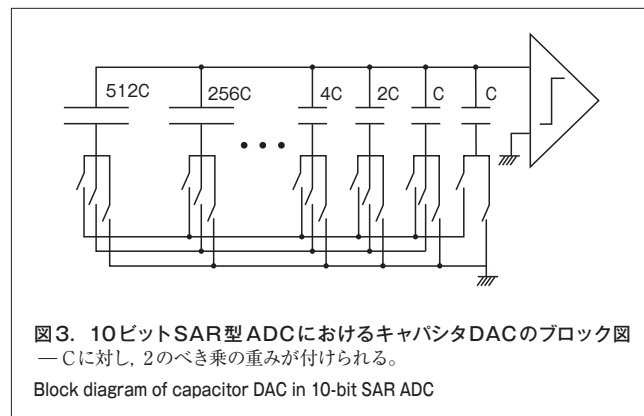 512C 256C 4C 2C C C
図3. 10ビットSAR型ADCにおけるキャパシタDACのブロック図
— Cに対し,2のべき乗の重みが付けられる。
Block diagram of capacitor DAC in 10-bit SAR ADC